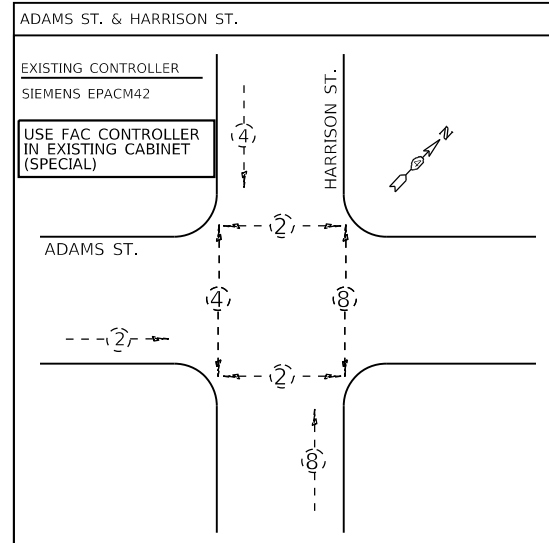 ADAMS ST. & HARRISON ST.
EXISTING CONTROLLER
SIEMENS EPACM42
USE FAC CONTROLLER
IN EXISTING CABINET
(SPECIAL)
HARRISON ST.
N
4
4
2
ADAMS ST.
4
8
2
2
8